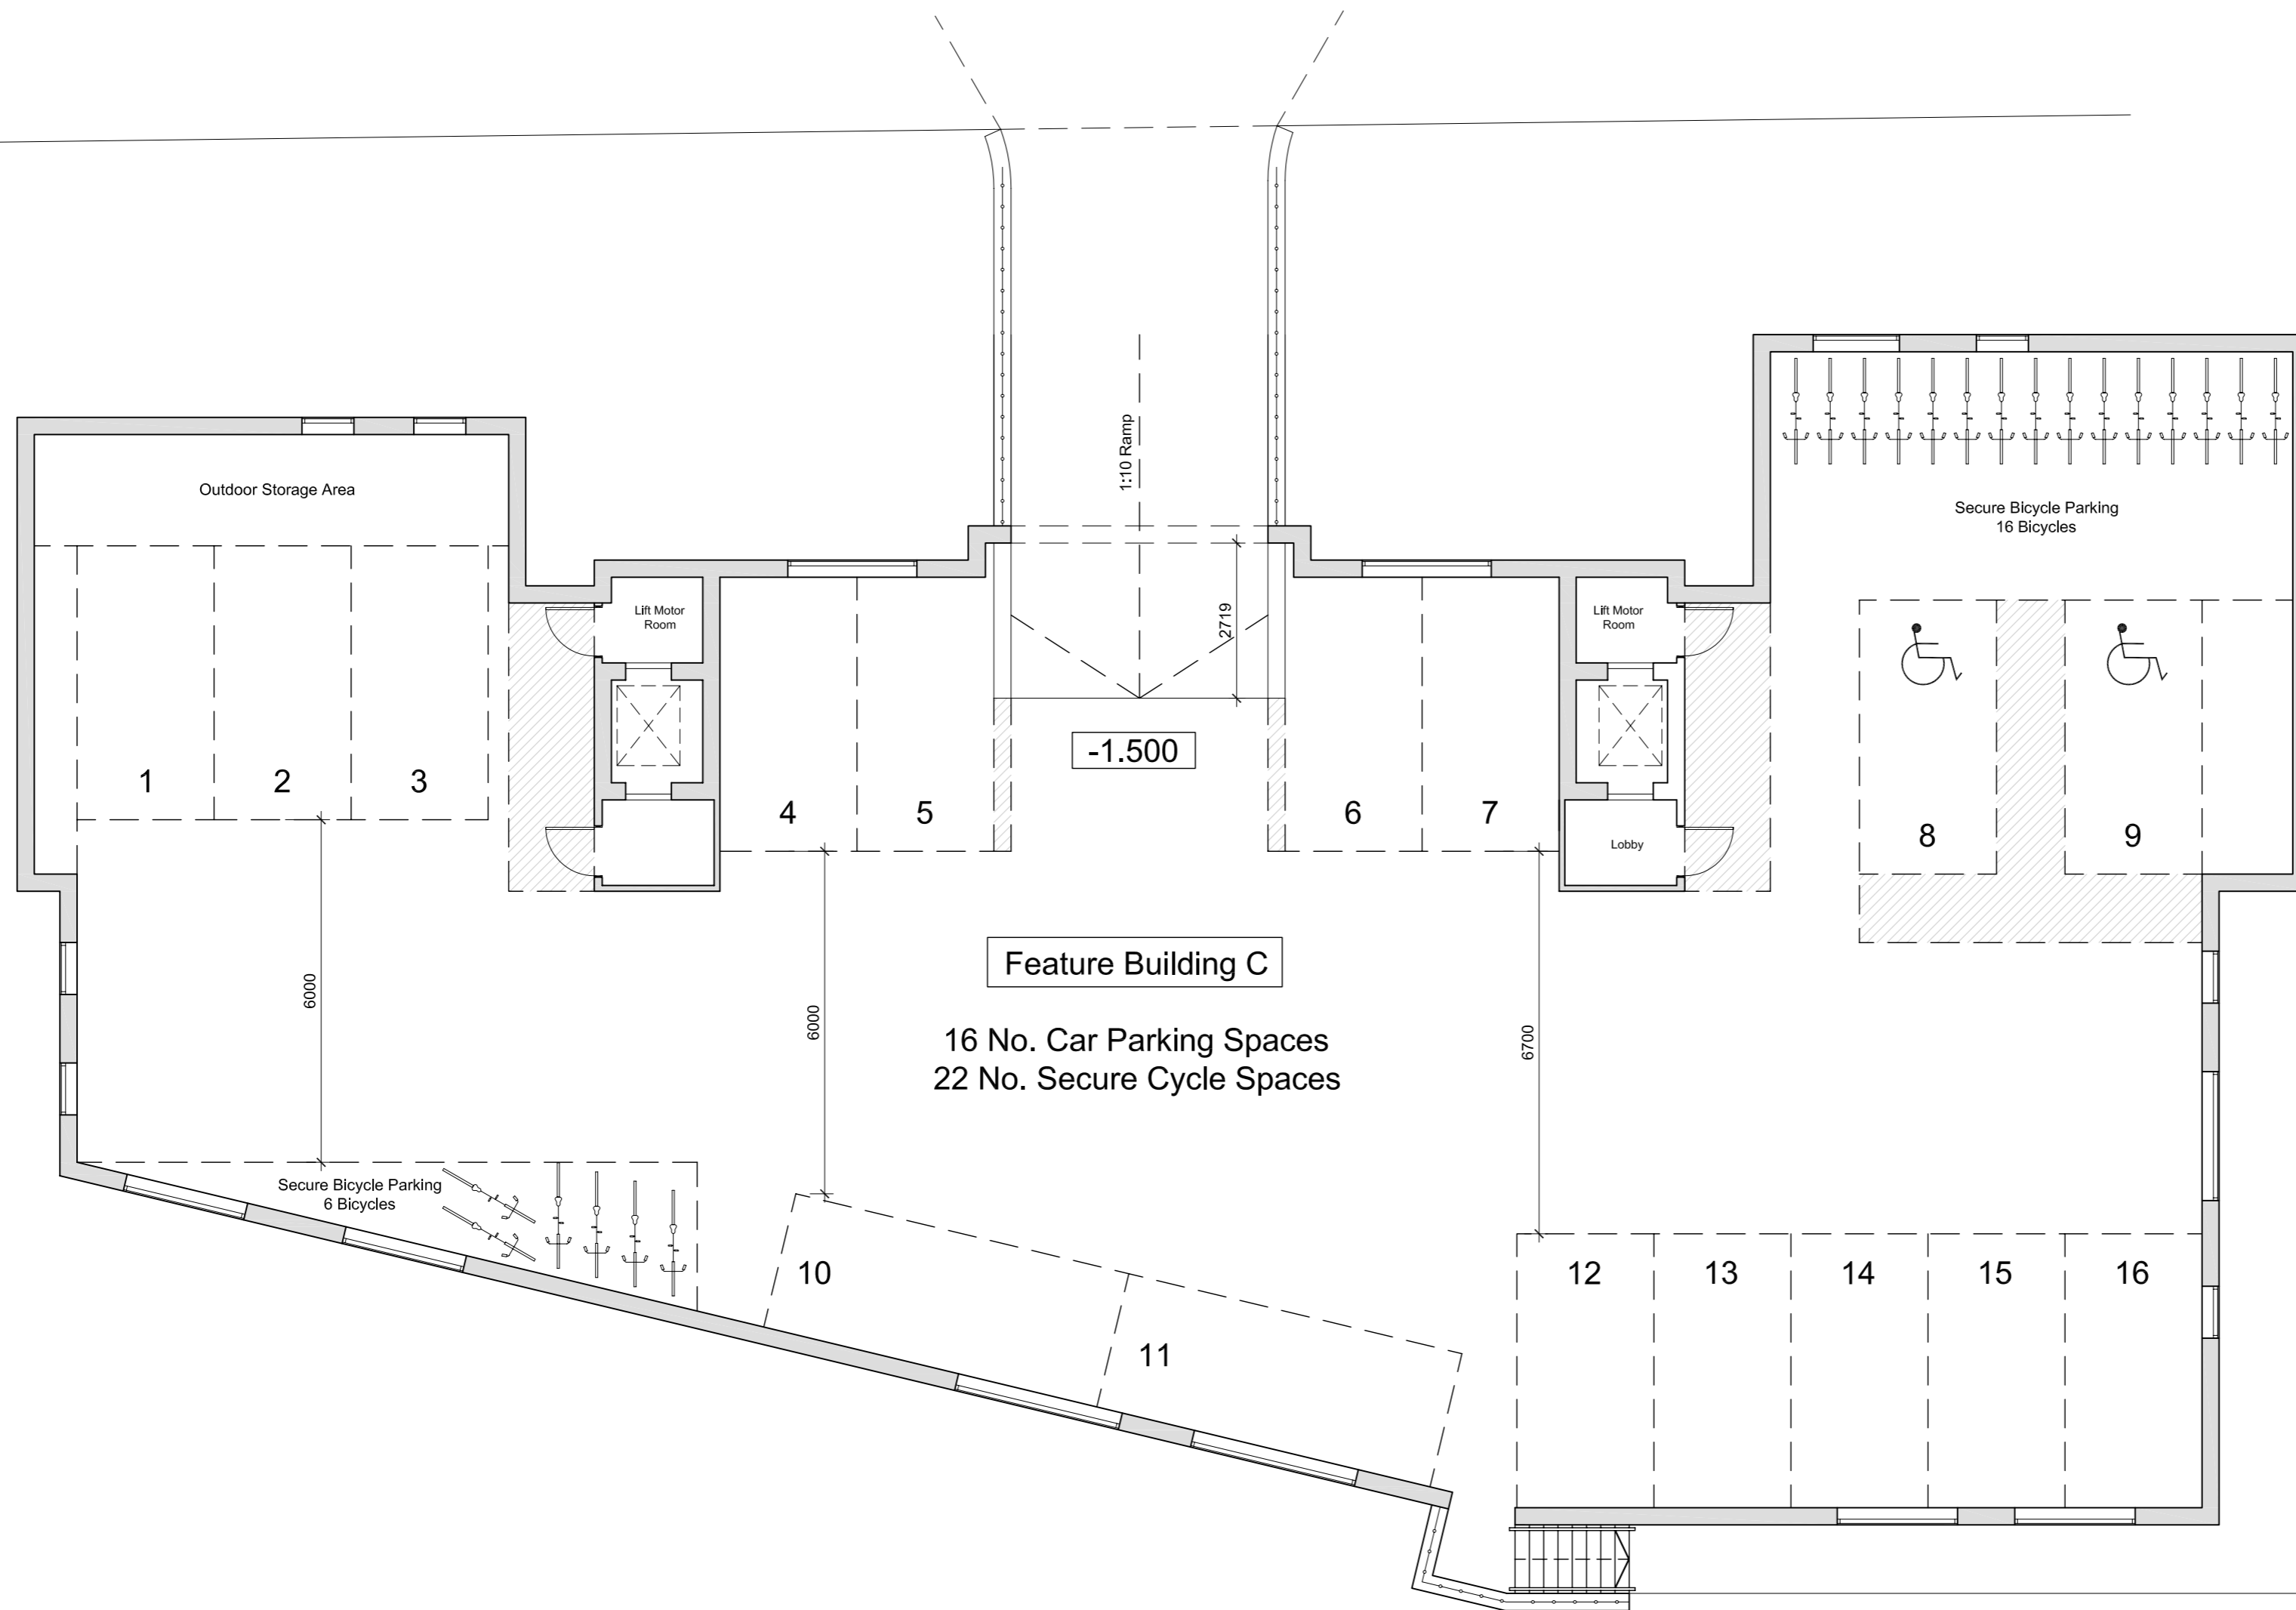 1:10 Ramp
Outdoor Storage Area
Secure Bicycle Parking
16 Bicycles
Lift Motor
Room
2719
Lift Motor
Room
-1.500
1
2
3
4
5
6
7
8
9
Lobby
Feature Building C
6000
6000
6700
16 No. Car Parking Spaces
22 No. Secure Cycle Spaces
Secure Bicycle Parking
6 Bicycles
10
11
12
13
14
15
16